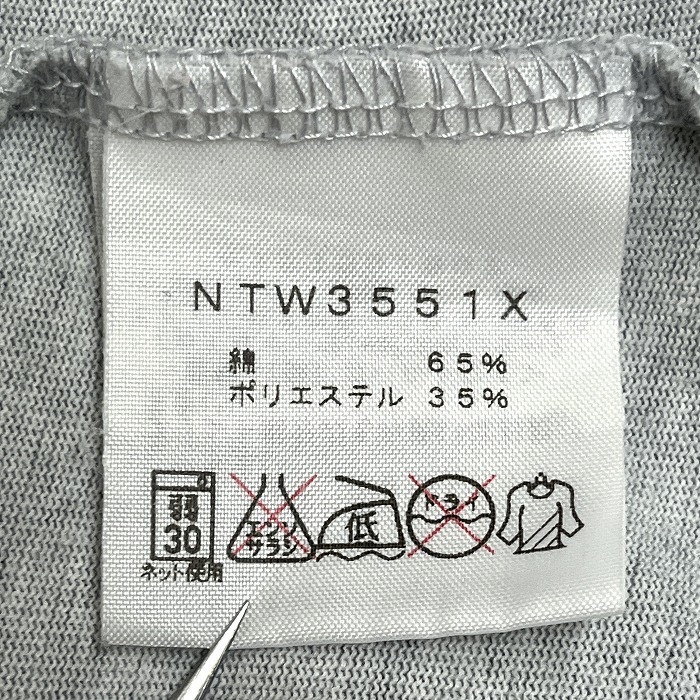 NTW3551X
綿 65%
ポリエステル 35%
弱 30 エンソ サラシ 低 ドライ
ネット使用